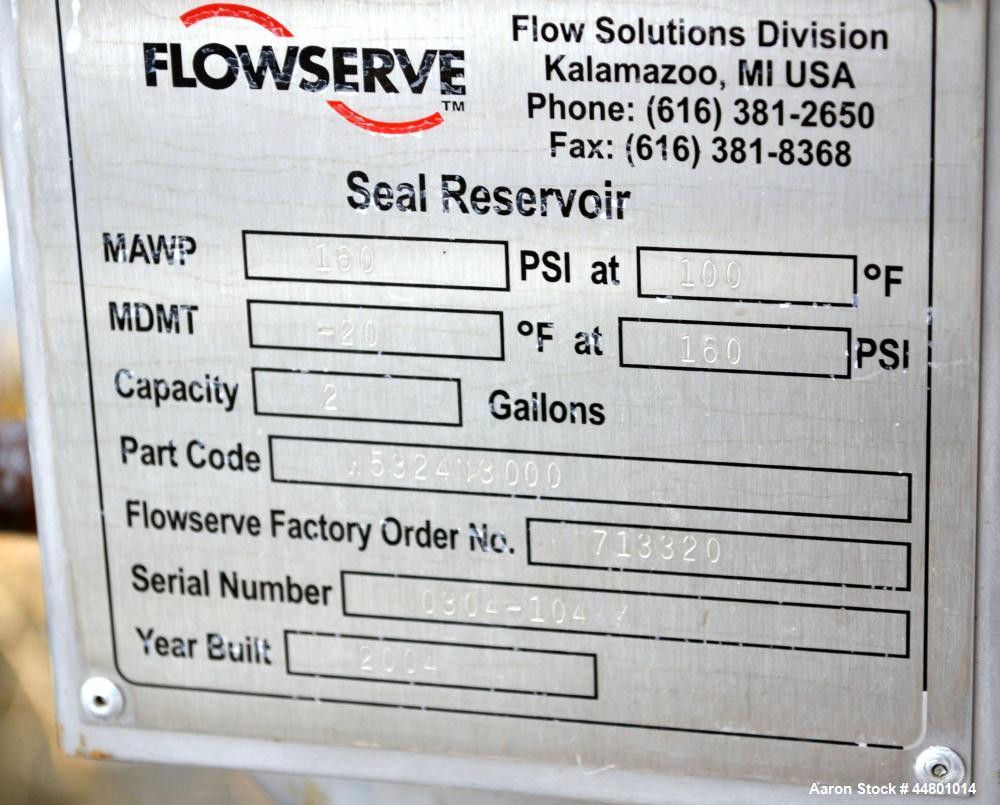 FLOWSERVE™
Flow Solutions Division
Kalamazoo, MI USA
Phone: (616) 381-2650
Fax: (616) 381-8368
Seal Reservoir
MAWP 160 PSI at 100 °F
MDMT -20 °F at 160 PSI
Capacity 2 Gallons
Part Code
Flowserve Factory Order No. 713320
Serial Number
Year Built 2004
Aaron Stock # 44801014